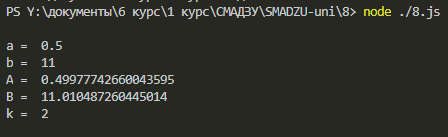 PS Y:\документы\6 курс\1 курс\СМАДЗУ\SMADZU-uni\8> node ./8.js
a =  0.5
b =  11
A =  0.49977742660043595
B =  11.010487260445014
k =  2